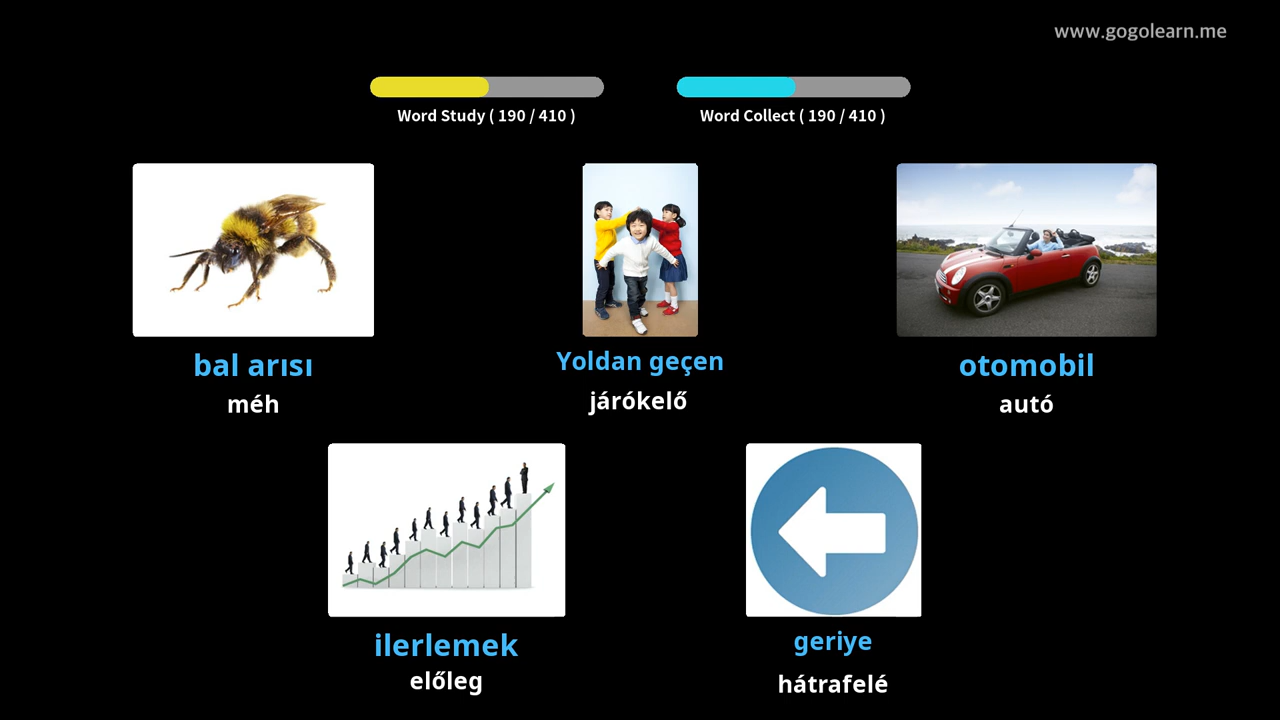 www.gogolearn.me
Word Study ( 190 / 410 )
Word Collect ( 190 / 410 )
bal arısı
méh
Yoldan geçen
járókelő
otomobil
autó
ilerlemek
előleg
geriye
hátrafelé